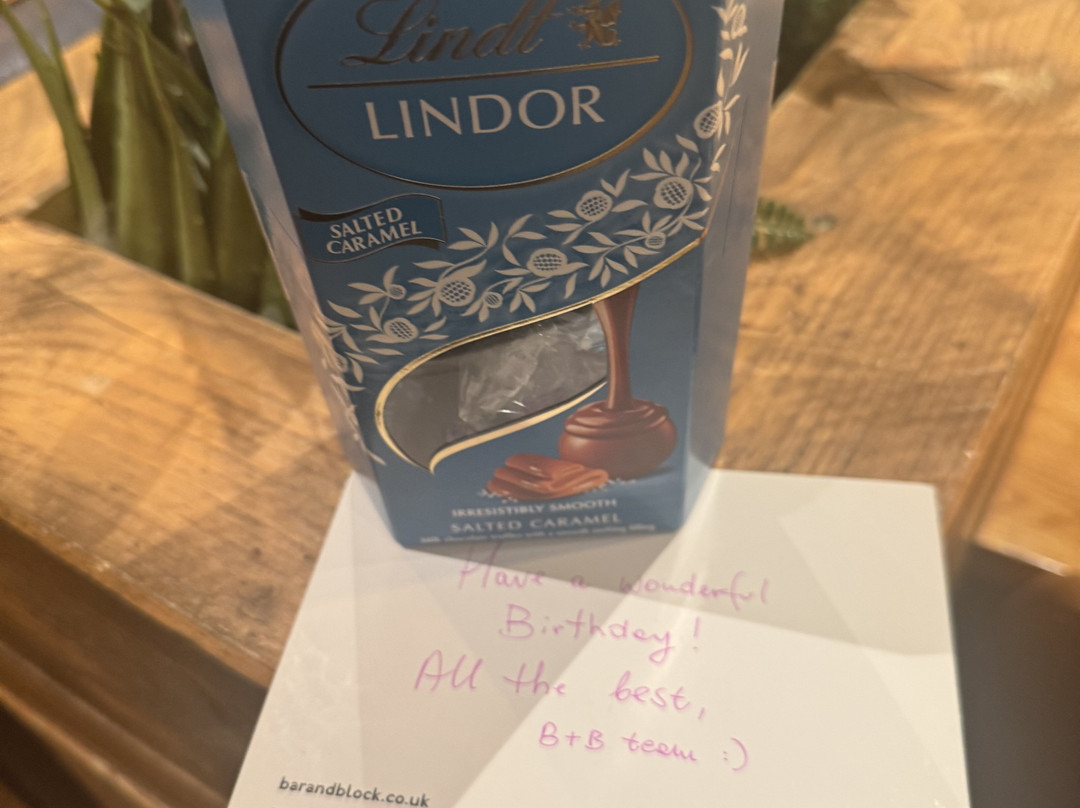 Lindt
LINDOR
SALTED
CARAMEL
IRRESISTIBLY SMOOTH
SALTED CARAMEL
Have a wonderful
Birthday!
All the best,
B+B team :)
barandblock.co.uk